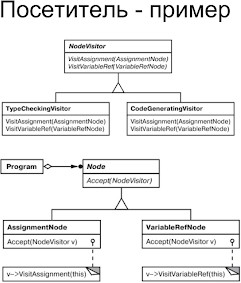 Посетитель - пример
NodeVisitor
VisitAssignment(AssignmentNode)
VisitVariableRef(VariableRefNode)
TypeCheckingVisitor
VisitAssignment(AssignmentNode)
VisitVariableRef(VariableRefNode)
CodeGeneratingVisitor
VisitAssignment(AssignmentNode)
VisitVariableRef(VariableRefNode)
Program
Node
Accept(NodeVisitor)
AssignmentNode
Accept(NodeVisitor v)
VariableRefNode
Accept(NodeVisitor v)
v->VisitAssignment(this)
v->VisitVariableRef(this)